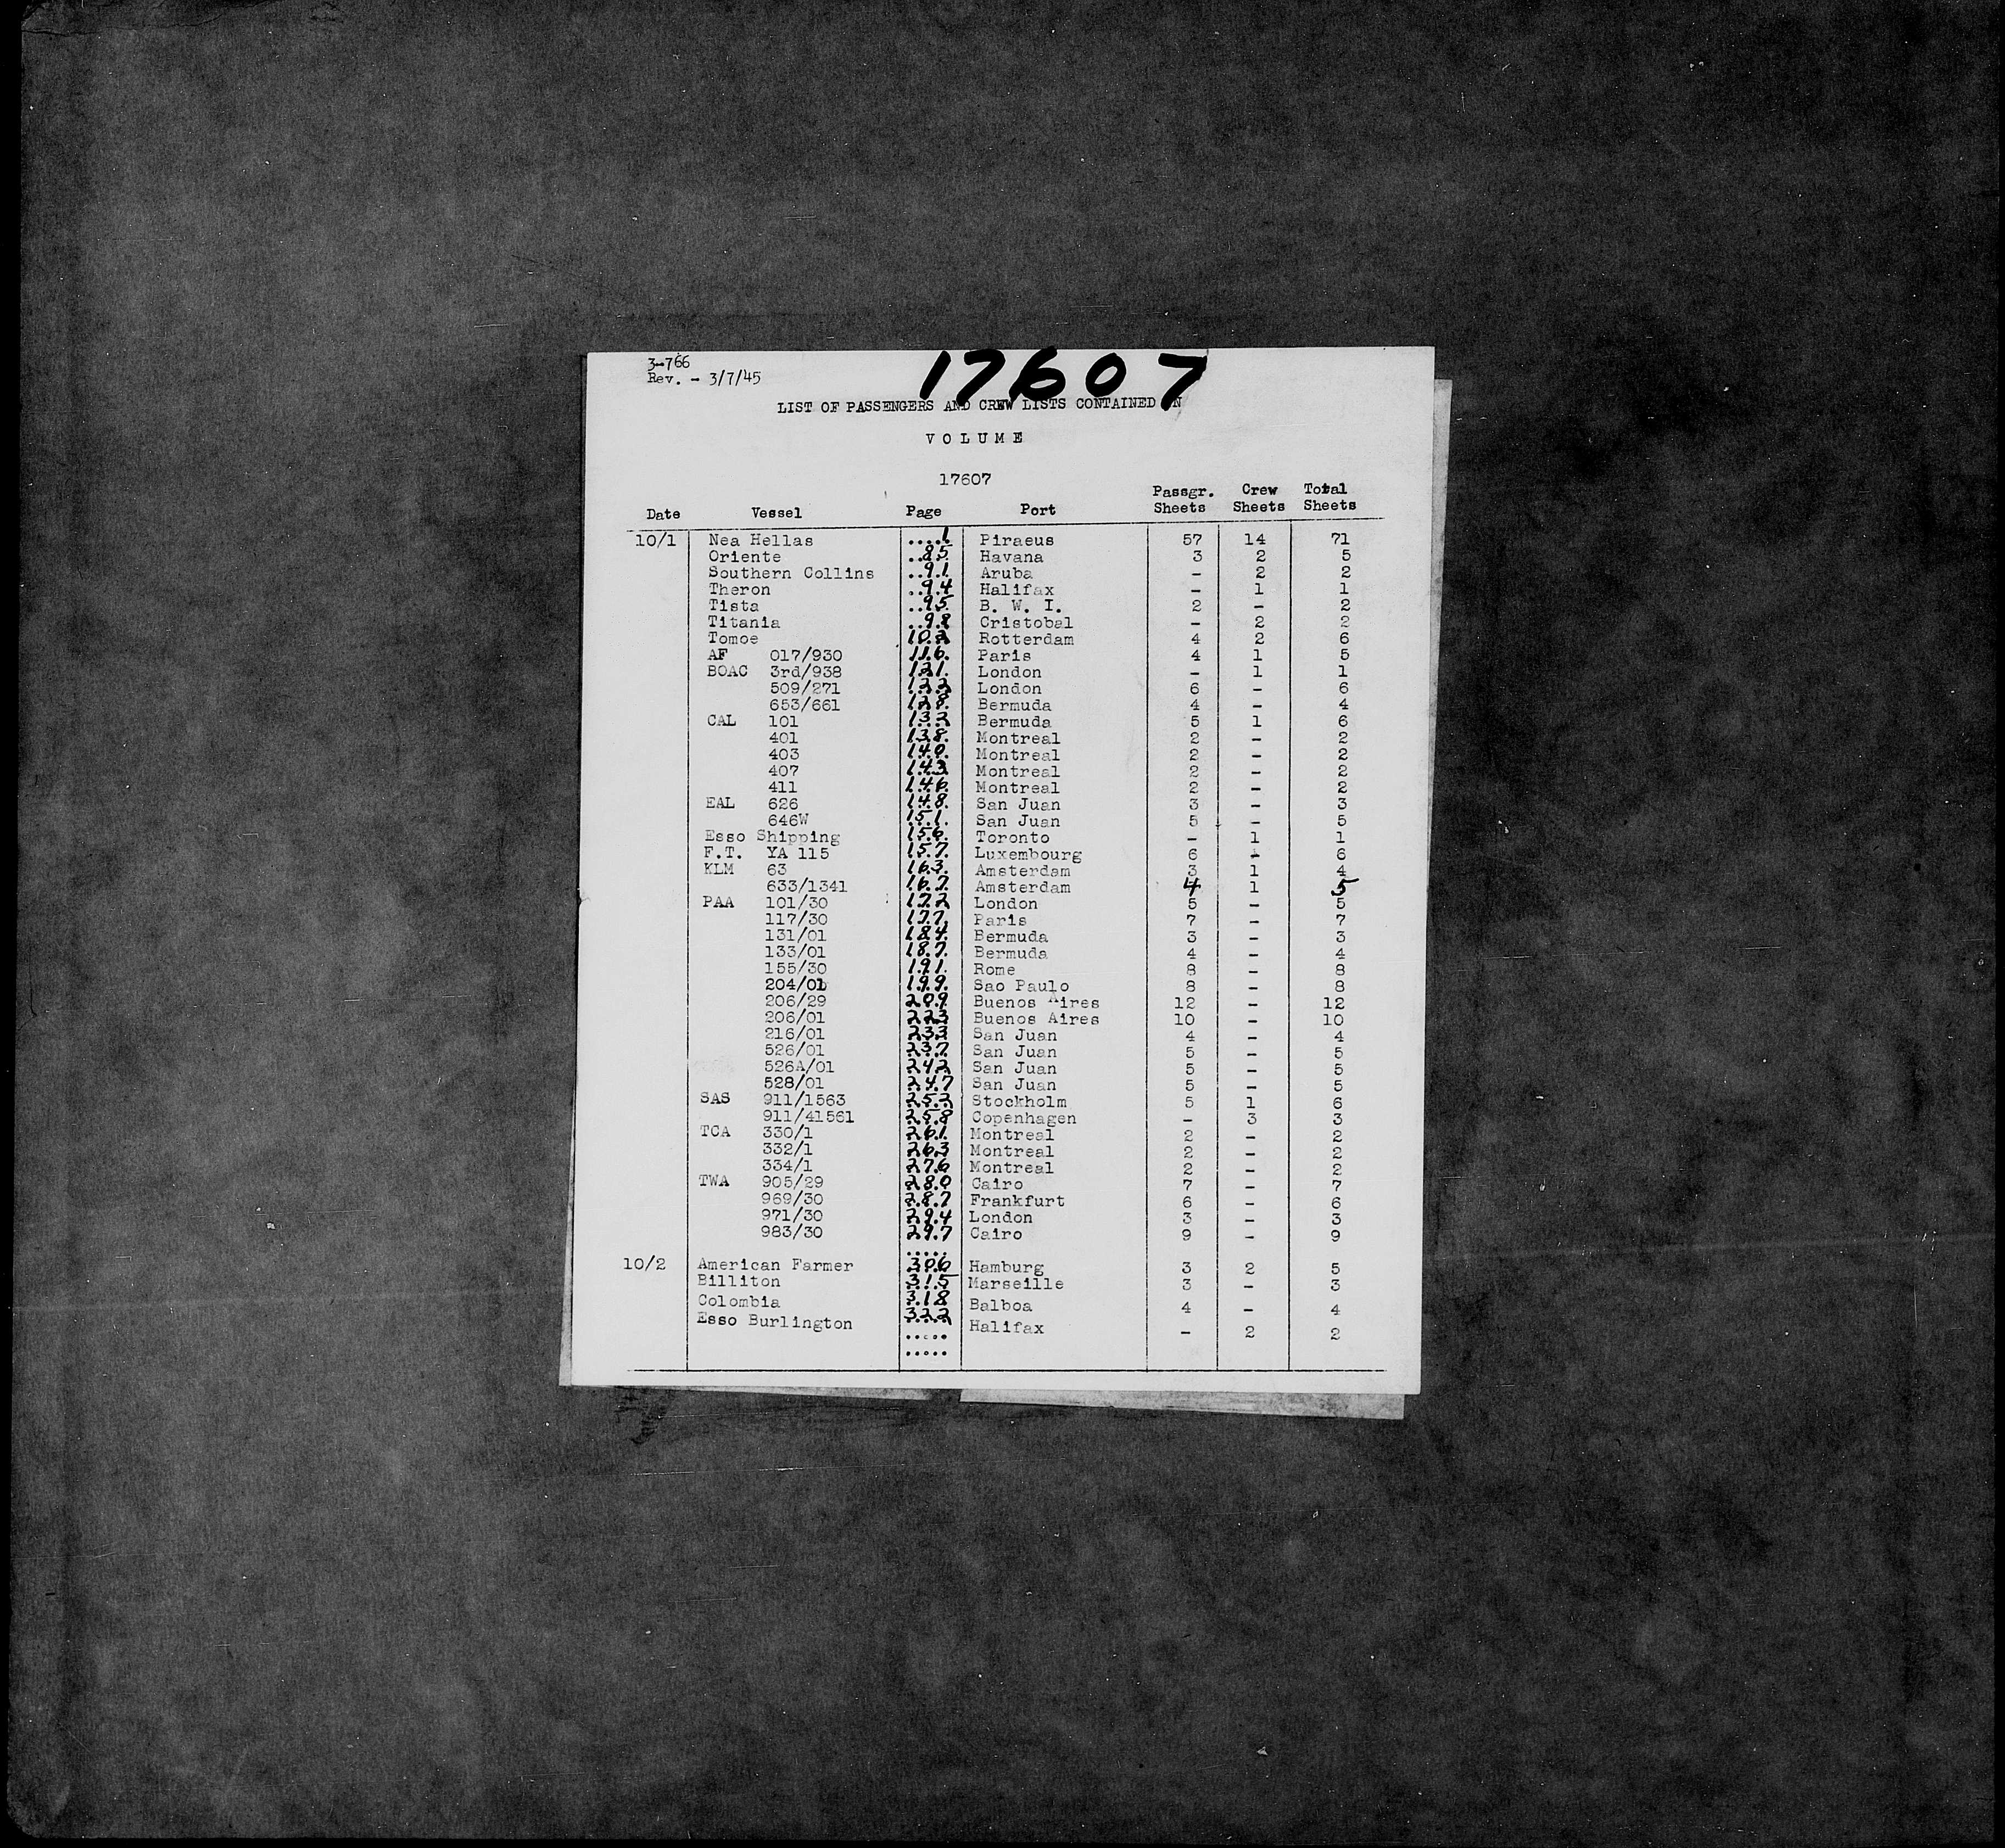 3-766
Rev. - 3/7/45
17607
LIST OF PASSENGERS AND CREW LISTS CONTAINED IN
VOLUME
17607
Date Vessel Page Port Passgr. Sheets Crew Sheets Total Sheets
10/1 Nea Hellas 1 Piraeus 57 14 71
Oriente 85 Havana 3 2 5
Southern Collins 91 Aruba - 2 2
Theron 94 Halifax - 1 1
Tista 95 B. W. I. 2 - 2
Titania 98 Cristobal - 2 2
Tomoe 102 Rotterdam 4 2 6
AF 017/930 116 Paris 4 1 5
BOAC 3rd/938 121 London - 1 1
509/271 122 London 6 - 6
653/661 128 Bermuda 4 - 4
CAL 101 132 Bermuda 5 1 6
401 138 Montreal 2 - 2
403 140 Montreal 2 - 2
407 143 Montreal 2 - 2
411 146 Montreal 2 - 2
EAL 626 148 San Juan 3 - 3
646W 151 San Juan 5 - 5
Esso Shipping 156 Toronto - 1 1
F.T. YA 115 157 Luxembourg 6 - 6
KLM 63 163 Amsterdam 3 1 4
633/1341 167 Amsterdam 4 1 5
PAA 101/30 172 London 5 - 5
117/30 177 Paris 7 - 7
131/01 184 Bermuda 3 - 3
133/01 187 Bermuda 4 - 4
155/30 191 Rome 8 - 8
204/01 199 Sao Paulo 8 - 8
206/29 209 Buenos Aires 12 - 12
206/01 223 Buenos Aires 10 - 10
216/01 233 San Juan 4 - 4
526/01 237 San Juan 5 - 5
526A/01 242 San Juan 5 - 5
528/01 247 San Juan 5 - 5
SAS 911/1563 252 Stockholm 5 1 6
911/41561 258 Copenhagen - 3 3
TCA 330/1 261 Montreal 2 - 2
332/1 263 Montreal 2 - 2
334/1 276 Montreal 2 - 2
TWA 905/29 280 Cairo 7 - 7
969/30 287 Frankfurt 6 - 6
971/30 294 London 3 - 3
983/30 297 Cairo 9 - 9
10/2 American Farmer 306 Hamburg 3 2 5
Billiton 315 Marseille 3 - 3
Colombia 318 Balboa 4 - 4
Esso Burlington 322 Halifax - 2 2